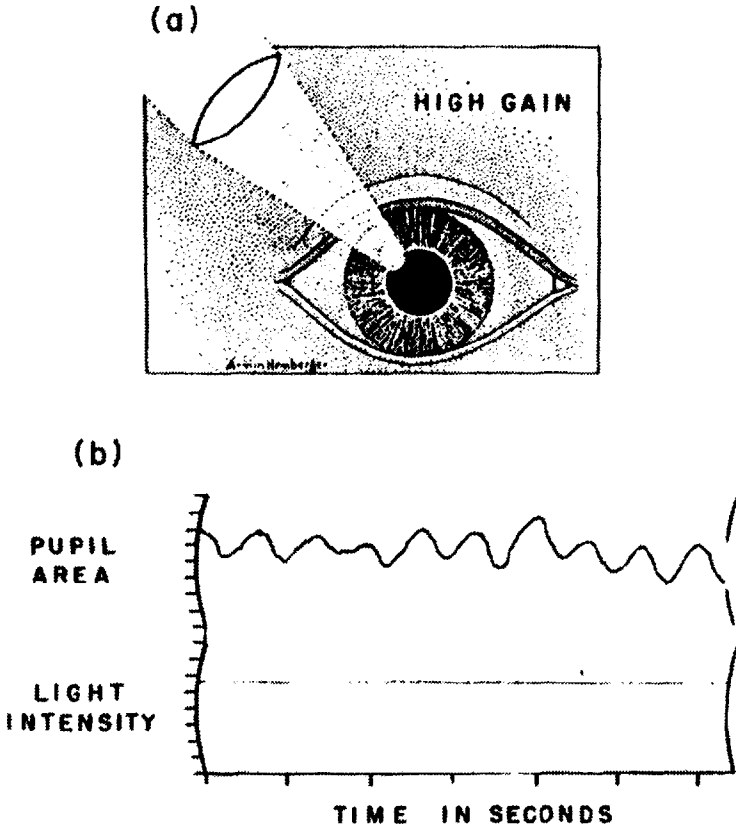 (a)
HIGH GAIN
(b)
PUPIL
AREA
LIGHT
INTENSITY
TIME IN SECONDS